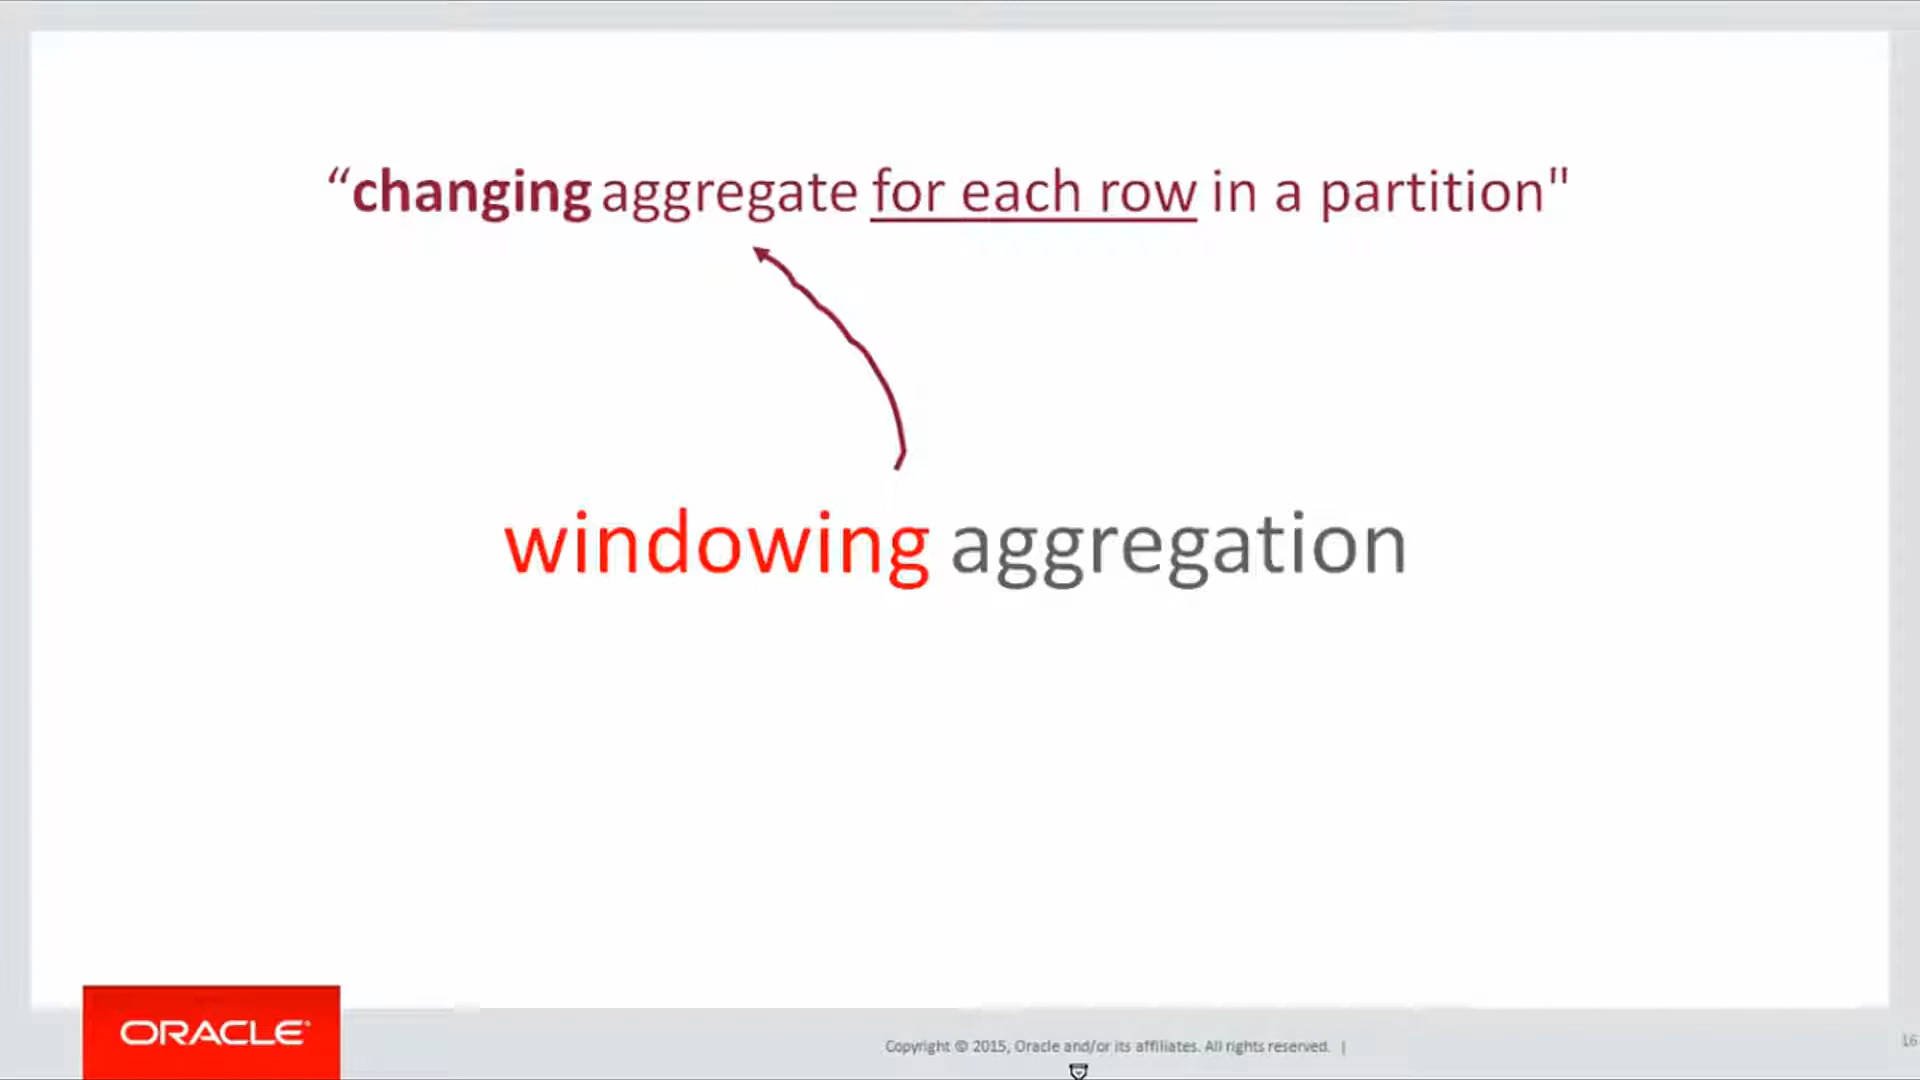 “changing aggregate for each row in a partition"
windowing aggregation
ORACLE®
Copyright © 2015, Oracle and/or its affiliates. All rights reserved. |
16